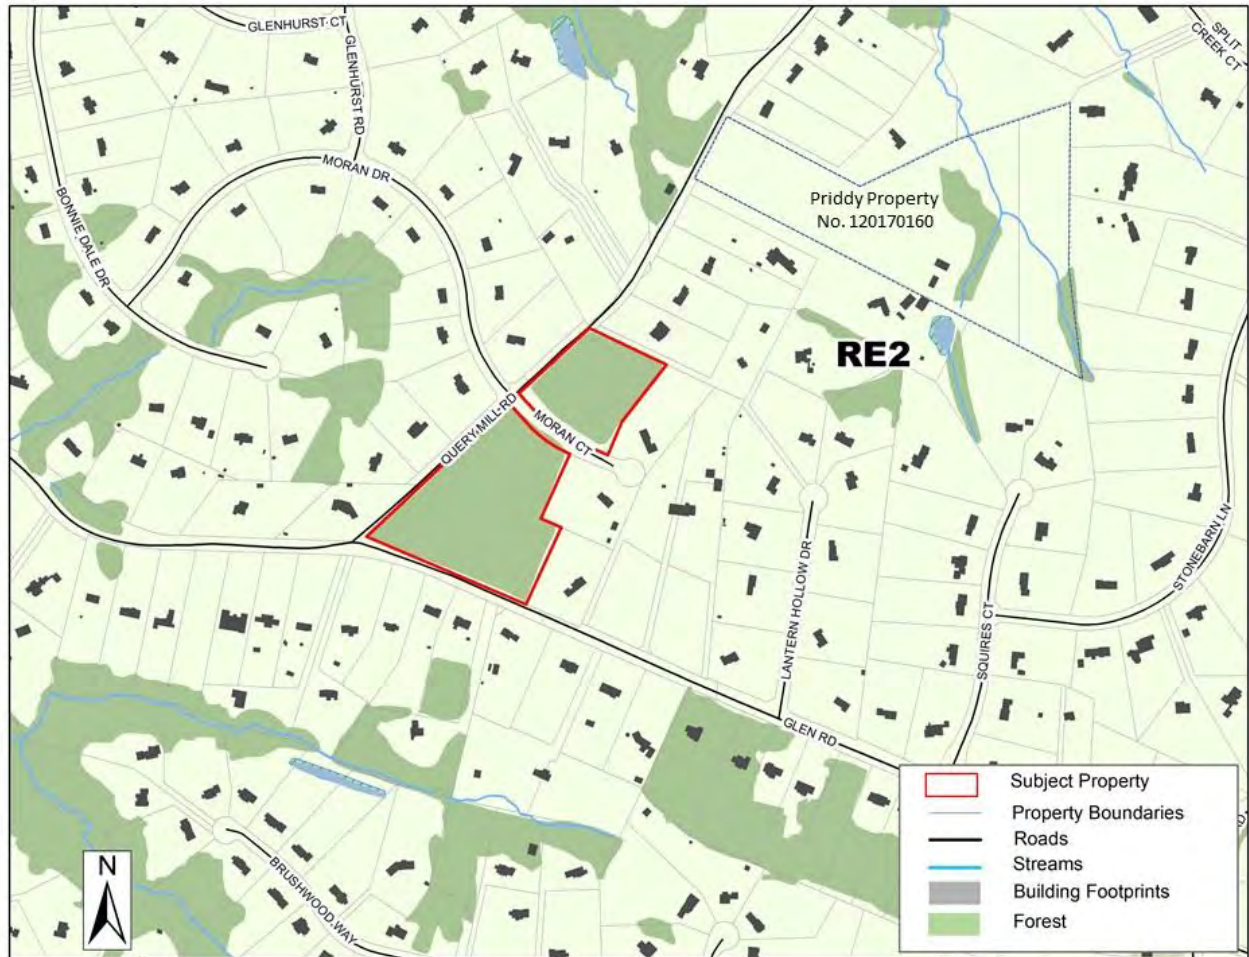 GLENHURST CT
SPLIT
CREEK CT
GLENHURST RD
MORAN DR
BONNIE DALE DR
Priddy Property
No. 120170160
RE2
QUERY MILL RD
MORAN CT
LANTERN HOLLOW DR
STONEBARN LN
SQUIRES CT
GLEN RD
BRUSHWOOD WAY
N
Subject Property
Property Boundaries
Roads
Streams
Building Footprints
Forest